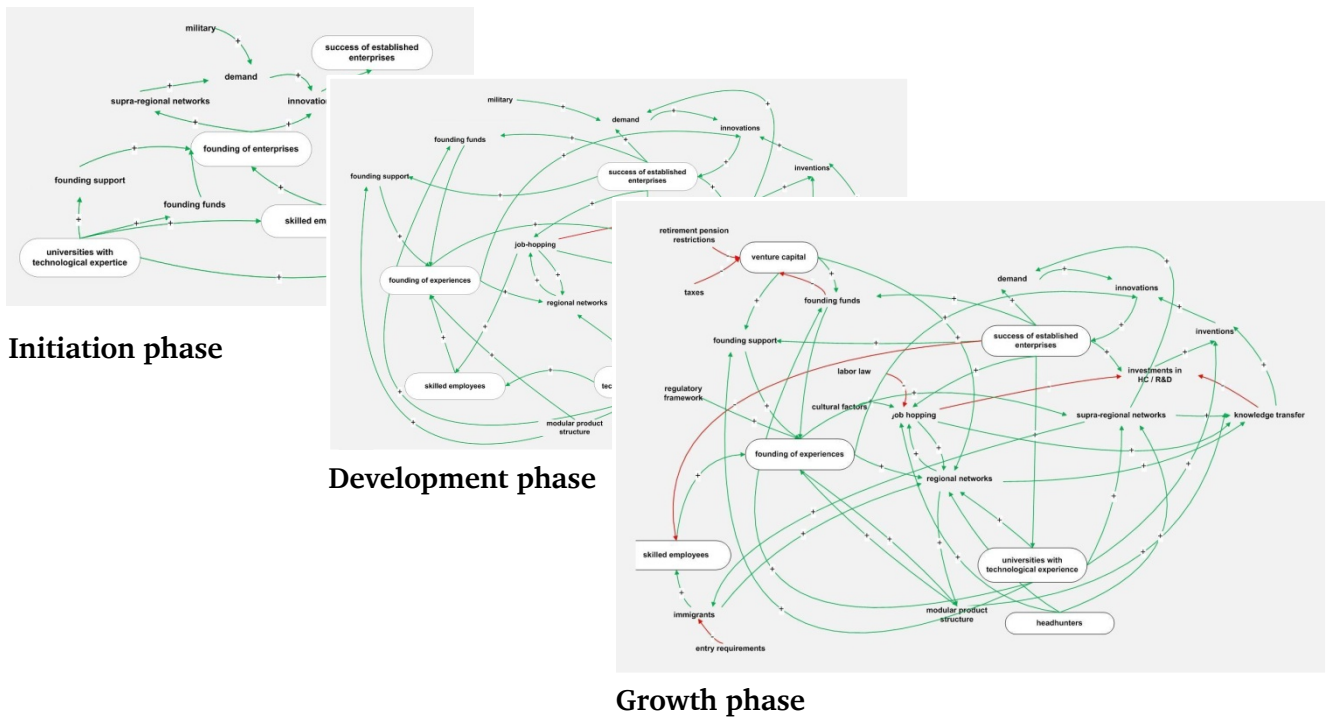 military
success of established
enterprises
demand
supra-regional networks
innovations
founding of enterprises
founding support
founding funds
skilled em
universities with
technological expertice
Initiation phase
military
demand
innovations
founding funds
inventions
founding support
success of established
enterprises
job-hopping
founding of experiences
regional networks
skilled employees
modular product
structure
Development phase
retirement pension
restrictions
venture capital
taxes
founding funds
demand
innovations
founding support
success of established
enterprises
inventions
labor law
investments in
HC / R&D
regulatory
framework
cultural factors
job hopping
supra-regional networks
knowledge transfer
founding of experiences
regional networks
skilled employees
universities with
technological experience
immigrants
modular product
structure
headhunters
entry requirements
Growth phase